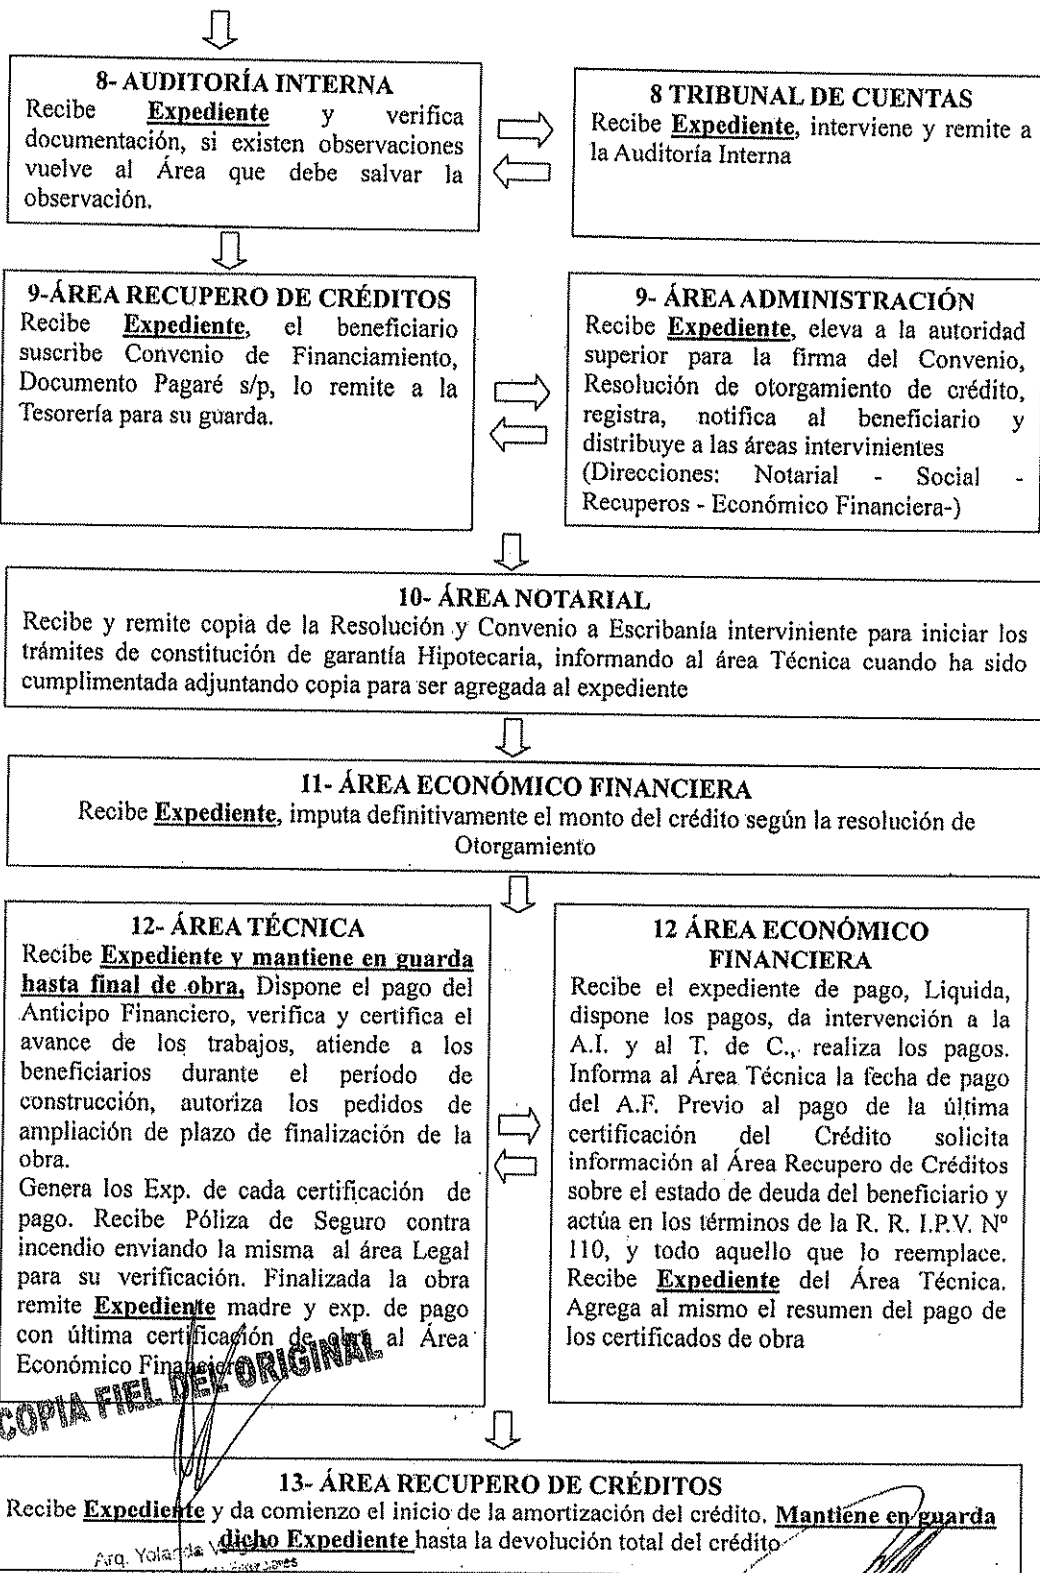 8- AUDITORÍA INTERNA
Recibe Expediente y verifica
documentación, si existen observaciones
vuelve al Área que debe salvar la
observación.
8 TRIBUNAL DE CUENTAS
Recibe Expediente, interviene y remite a
la Auditoría Interna
9-ÁREA RECUPERO DE CRÉDITOS
Recibe Expediente, el beneficiario
suscribe Convenio de Financiamiento,
Documento Pagaré s/p, lo remite a la
Tesorería para su guarda.
9- ÁREA ADMINISTRACIÓN
Recibe Expediente, eleva a la autoridad
superior para la firma del Convenio,
Resolución de otorgamiento de crédito,
registra, notifica al beneficiario y
distribuye a las áreas intervinientes
(Direcciones: Notarial - Social -
Recuperos - Económico Financiera-)
10- ÁREA NOTARIAL
Recibe y remite copia de la Resolución y Convenio a Escribanía interviniente para iniciar los
trámites de constitución de garantía Hipotecaria, informando al área Técnica cuando ha sido
cumplimentada adjuntando copia para ser agregada al expediente
11- ÁREA ECONÓMICO FINANCIERA
Recibe Expediente, imputa definitivamente el monto del crédito según la resolución de
Otorgamiento
12- ÁREA TÉCNICA
Recibe Expediente y mantiene en guarda
hasta final de obra, Dispone el pago del
Anticipo Financiero, verifica y certifica el
avance de los trabajos, atiende a los
beneficiarios durante el período de
construcción, autoriza los pedidos de
ampliación de plazo de finalización de la
obra.
Genera los Exp. de cada certificación de
pago. Recibe Póliza de Seguro contra
incendio enviando la misma al área Legal
para su verificación. Finalizada la obra
remite Expediente madre y exp. de pago
con última certificación de obra al Área
Económico Financiero
12 ÁREA ECONÓMICO
FINANCIERA
Recibe el expediente de pago, Liquida,
dispone los pagos, da intervención a la
A.I. y al T. de C., realiza los pagos.
Informa al Área Técnica la fecha de pago
del A.F. Previo al pago de la última
certificación del Crédito solicita
información al Área Recupero de Créditos
sobre el estado de deuda del beneficiario y
actúa en los términos de la R. R. I.P.V. Nº
110, y todo aquello que lo reemplace.
Recibe Expediente del Área Técnica.
Agrega al mismo el resumen del pago de
los certificados de obra
COPIA FIEL DEL ORIGINAL
13- ÁREA RECUPERO DE CRÉDITOS
Recibe Expediente y da comienzo el inicio de la amortización del crédito. Mantiene en guarda
dicho Expediente hasta la devolución total del crédito
Arq. Yolanda